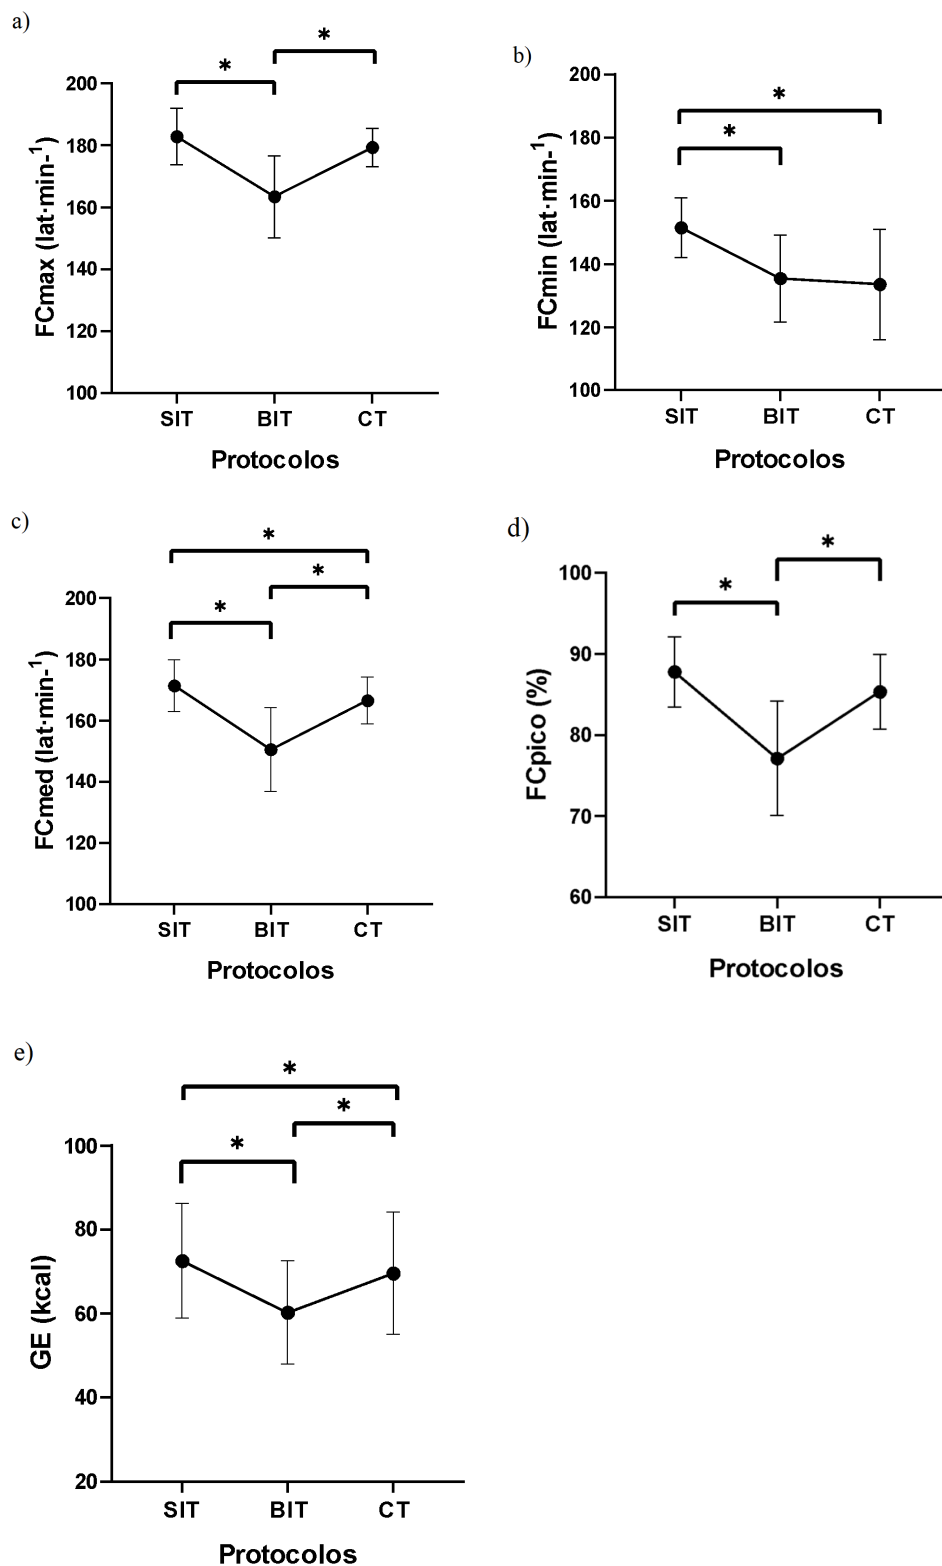 a)
*
*
200
180
160
140
120
100
FCmax (lat·min-¹)
SIT BIT CT
Protocolos
b)
*
*
200
180
160
140
120
100
FCmin (lat·min-¹)
SIT BIT CT
Protocolos
c)
*
*
*
200
180
160
140
120
100
FCmed (lat·min-¹)
SIT BIT CT
Protocolos
d)
*
*
100
90
80
70
60
FCpico (%)
SIT BIT CT
Protocolos
e)
*
*
*
100
80
60
40
20
GE (kcal)
SIT BIT CT
Protocolos